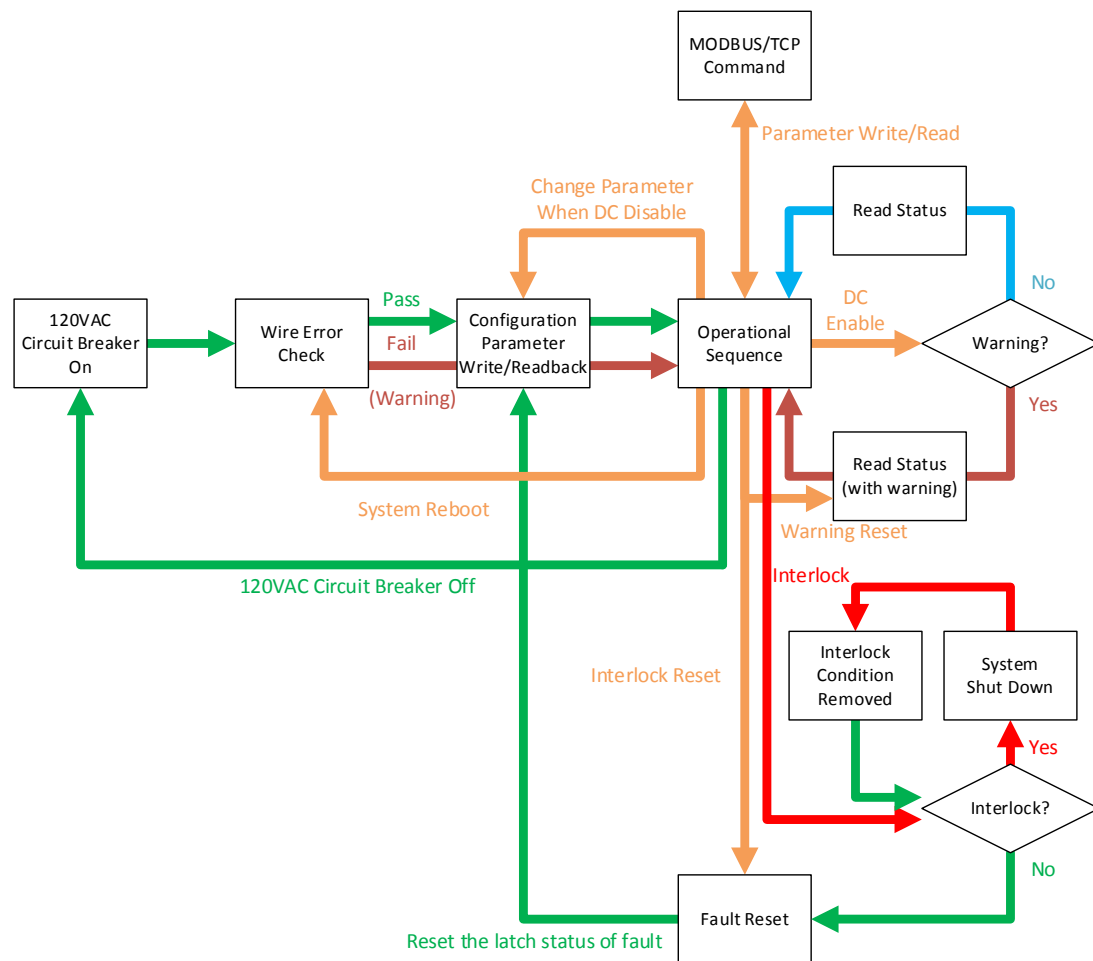 MODBUS/TCP
Command
Parameter Write/Read
Change Parameter
When DC Disable
Read Status
No
120VAC
Circuit Breaker
On
Wire Error
Check
Pass
Fail
(Warning)
Configuration
Parameter
Write/Readback
Operational
Sequence
DC
Enable
Warning?
Yes
Read Status
(with warning)
System Reboot
Warning Reset
120VAC Circuit Breaker Off
Interlock
Interlock Reset
Interlock
Condition
Removed
System
Shut Down
Yes
Interlock?
No
Fault Reset
Reset the latch status of fault